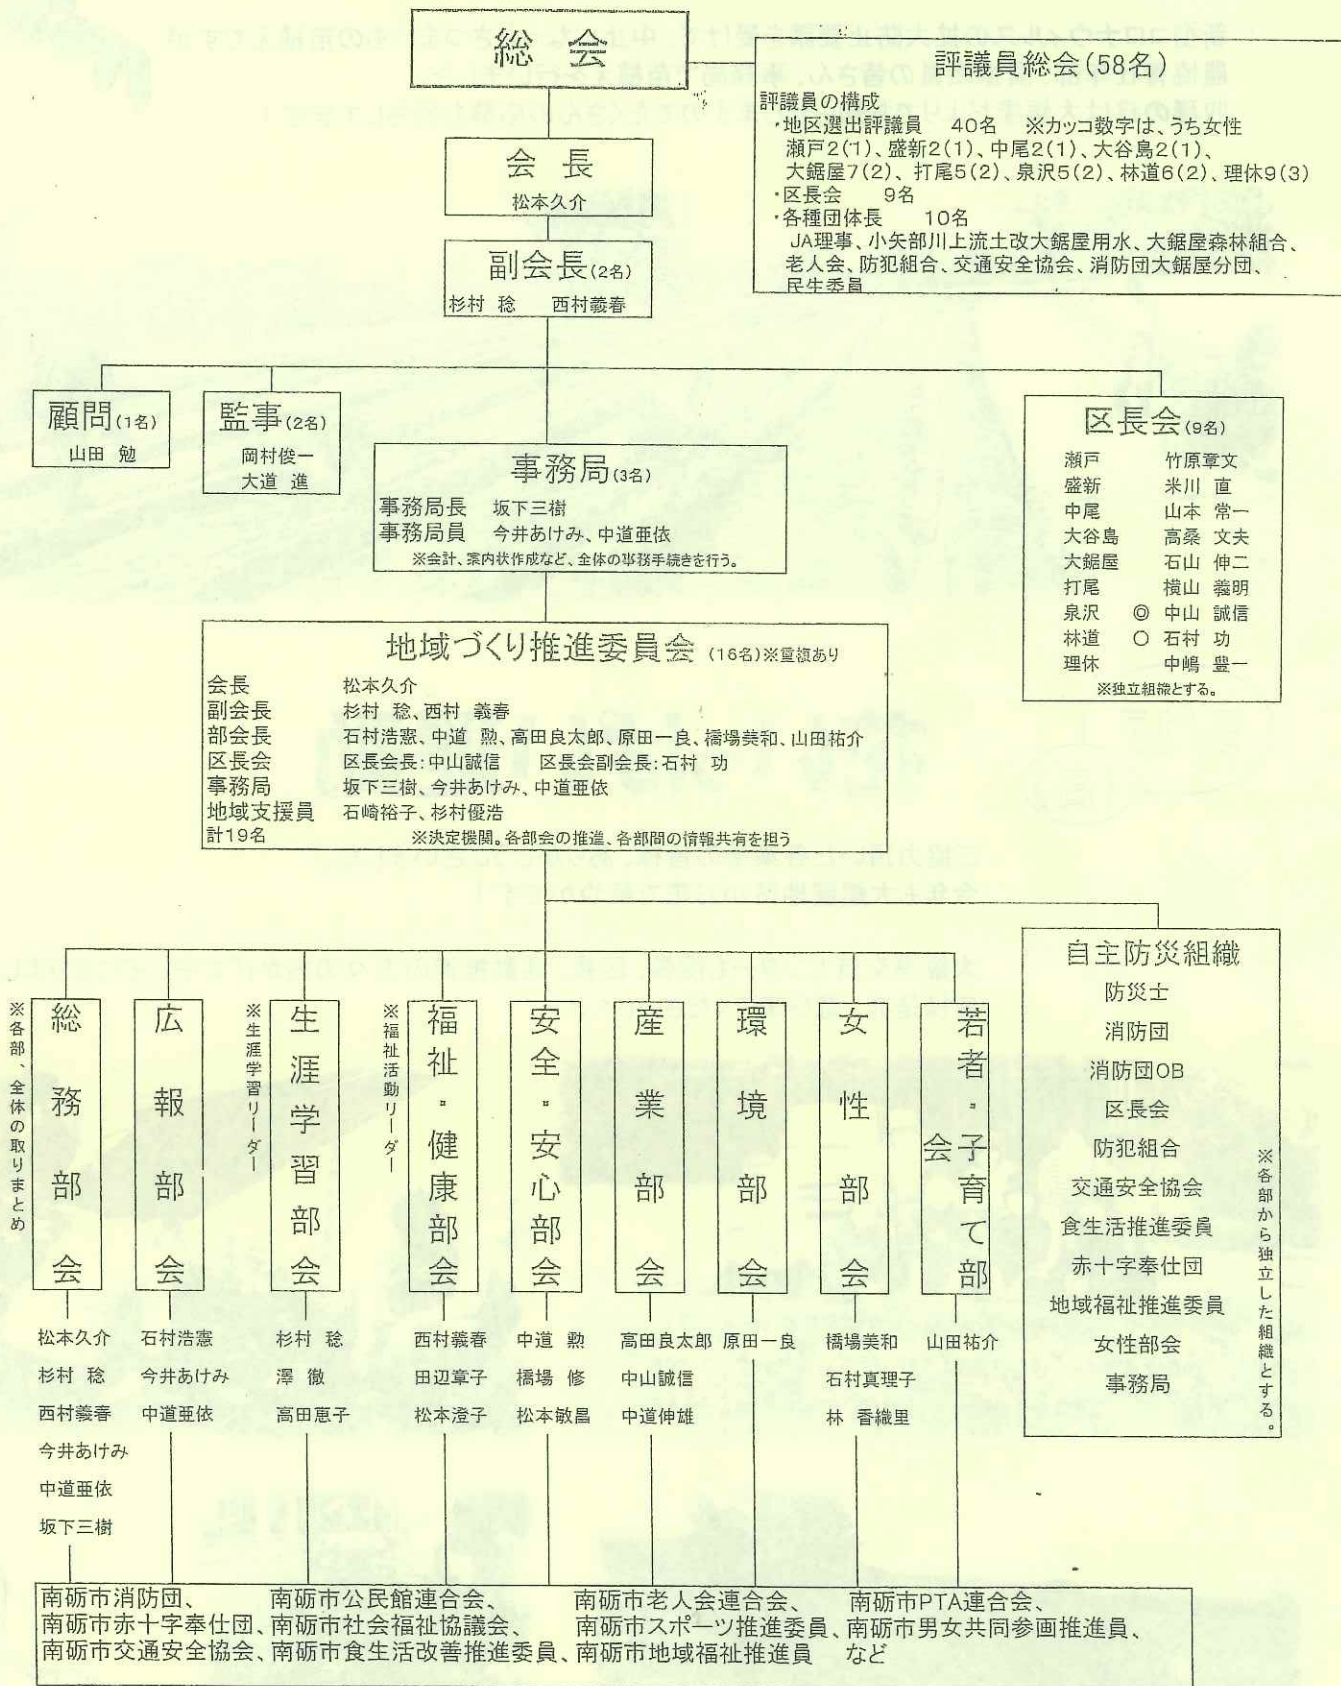 総会
評議員総会(58名)
評議員の構成
・地区選出評議員 40名 ※カッコ数字は、うち女性
瀬戸2(1)、盛新2(1)、中尾2(1)、大谷島2(1)、
大鋸屋7(2)、打尾5(2)、泉沢5(2)、林道6(2)、理休9(3)
・区長会 9名
・各種団体長 10名
JA理事、小矢部川上流土改大鋸屋用水、大鋸屋森林組合、
老人会、防犯組合、交通安全協会、消防団大鋸屋分団、
民生委員
会長
松本久介
副会長(2名)
杉村 稔 西村義春
顧問(1名)
山田 勉
監事(2名)
岡村俊一
大道 進
事務局(3名)
事務局長 坂下三樹
事務局員 今井あけみ、中道亜依
※会計、案内状作成など、全体の事務手続きを行う。
区長会(9名)
瀬戸 竹原章文
盛新 米川 直
中尾 山本 常一
大谷島 高桑 文夫
大鋸屋 石山 伸二
打尾 横山 義明
泉沢 ◎ 中山 誠信
林道 ○ 石村 功
理休 中嶋 豊一
※独立組織とする。
地域づくり推進委員会 (16名)※重複あり
会長 松本久介
副会長 杉村 稔、西村 義春
部会長 石村浩憲、中道 勲、高田良太郎、原田一良、橋場美和、山田祐介
区長会 区長会長:中山誠信 区長会副会長:石村 功
事務局 坂下三樹、今井あけみ、中道亜依
地域支援員 石崎裕子、杉村優浩
計19名 ※決定機関。各部会の推進、各部間の情報共有を担う
※各部、全体の取りまとめ
総務部会
松本久介
杉村 稔
西村義春
今井あけみ
中道亜依
坂下三樹
広報部会
石村浩憲
今井あけみ
中道亜依
※生涯学習リーダー
生涯学習部会
杉村 稔
澤 徹
高田恵子
※福祉活動リーダー
福祉・健康部会
西村義春
田辺章子
松本澄子
安全・安心部会
中道 勲
橋場 修
松本敏昌
産業部会
高田良太郎
中山誠信
中道伸雄
環境部会
原田一良
女性部会
橋場美和
石村真理子
林 香織里
若者・子育て部会
山田祐介
自主防災組織
防災士
消防団
消防団OB
区長会
防犯組合
交通安全協会
食生活推進委員
赤十字奉仕団
地域福祉推進委員
女性部会
事務局
※各部から独立した組織とする。
南砺市消防団、 南砺市公民館連合会、 南砺市老人会連合会、 南砺市PTA連合会、
南砺市赤十字奉仕団、南砺市社会福祉協議会、 南砺市スポーツ推進委員、南砺市男女共同参画推進員、
南砺市交通安全協会、南砺市食生活改善推進委員、南砺市地域福祉推進員 など